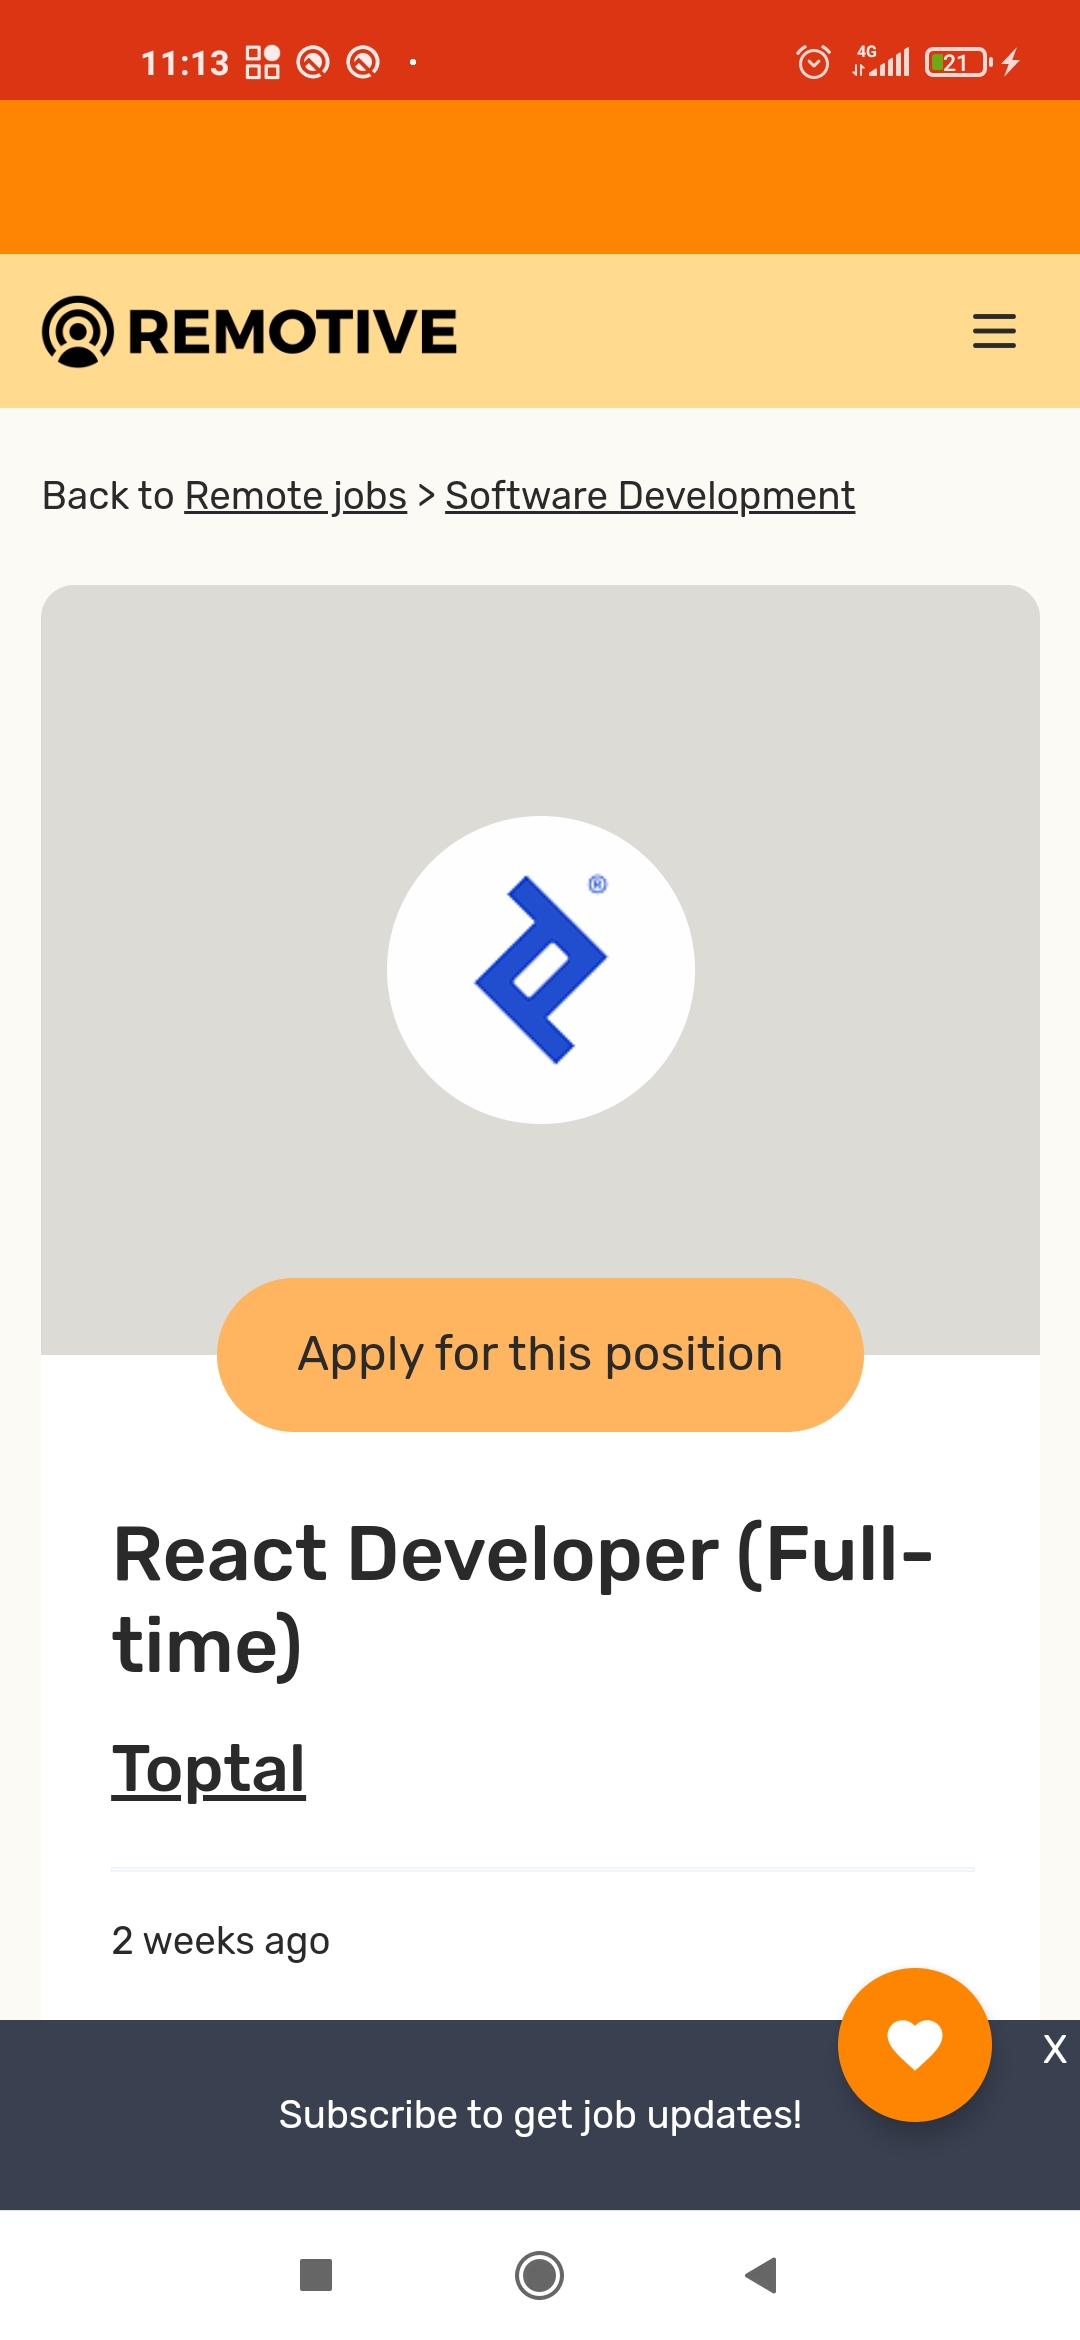 11:13
4G
21
REMOTIVE
Back to Remote jobs > Software Development
®
Apply for this position
React Developer (Full-
time)
Toptal
2 weeks ago
X
Subscribe to get job updates!